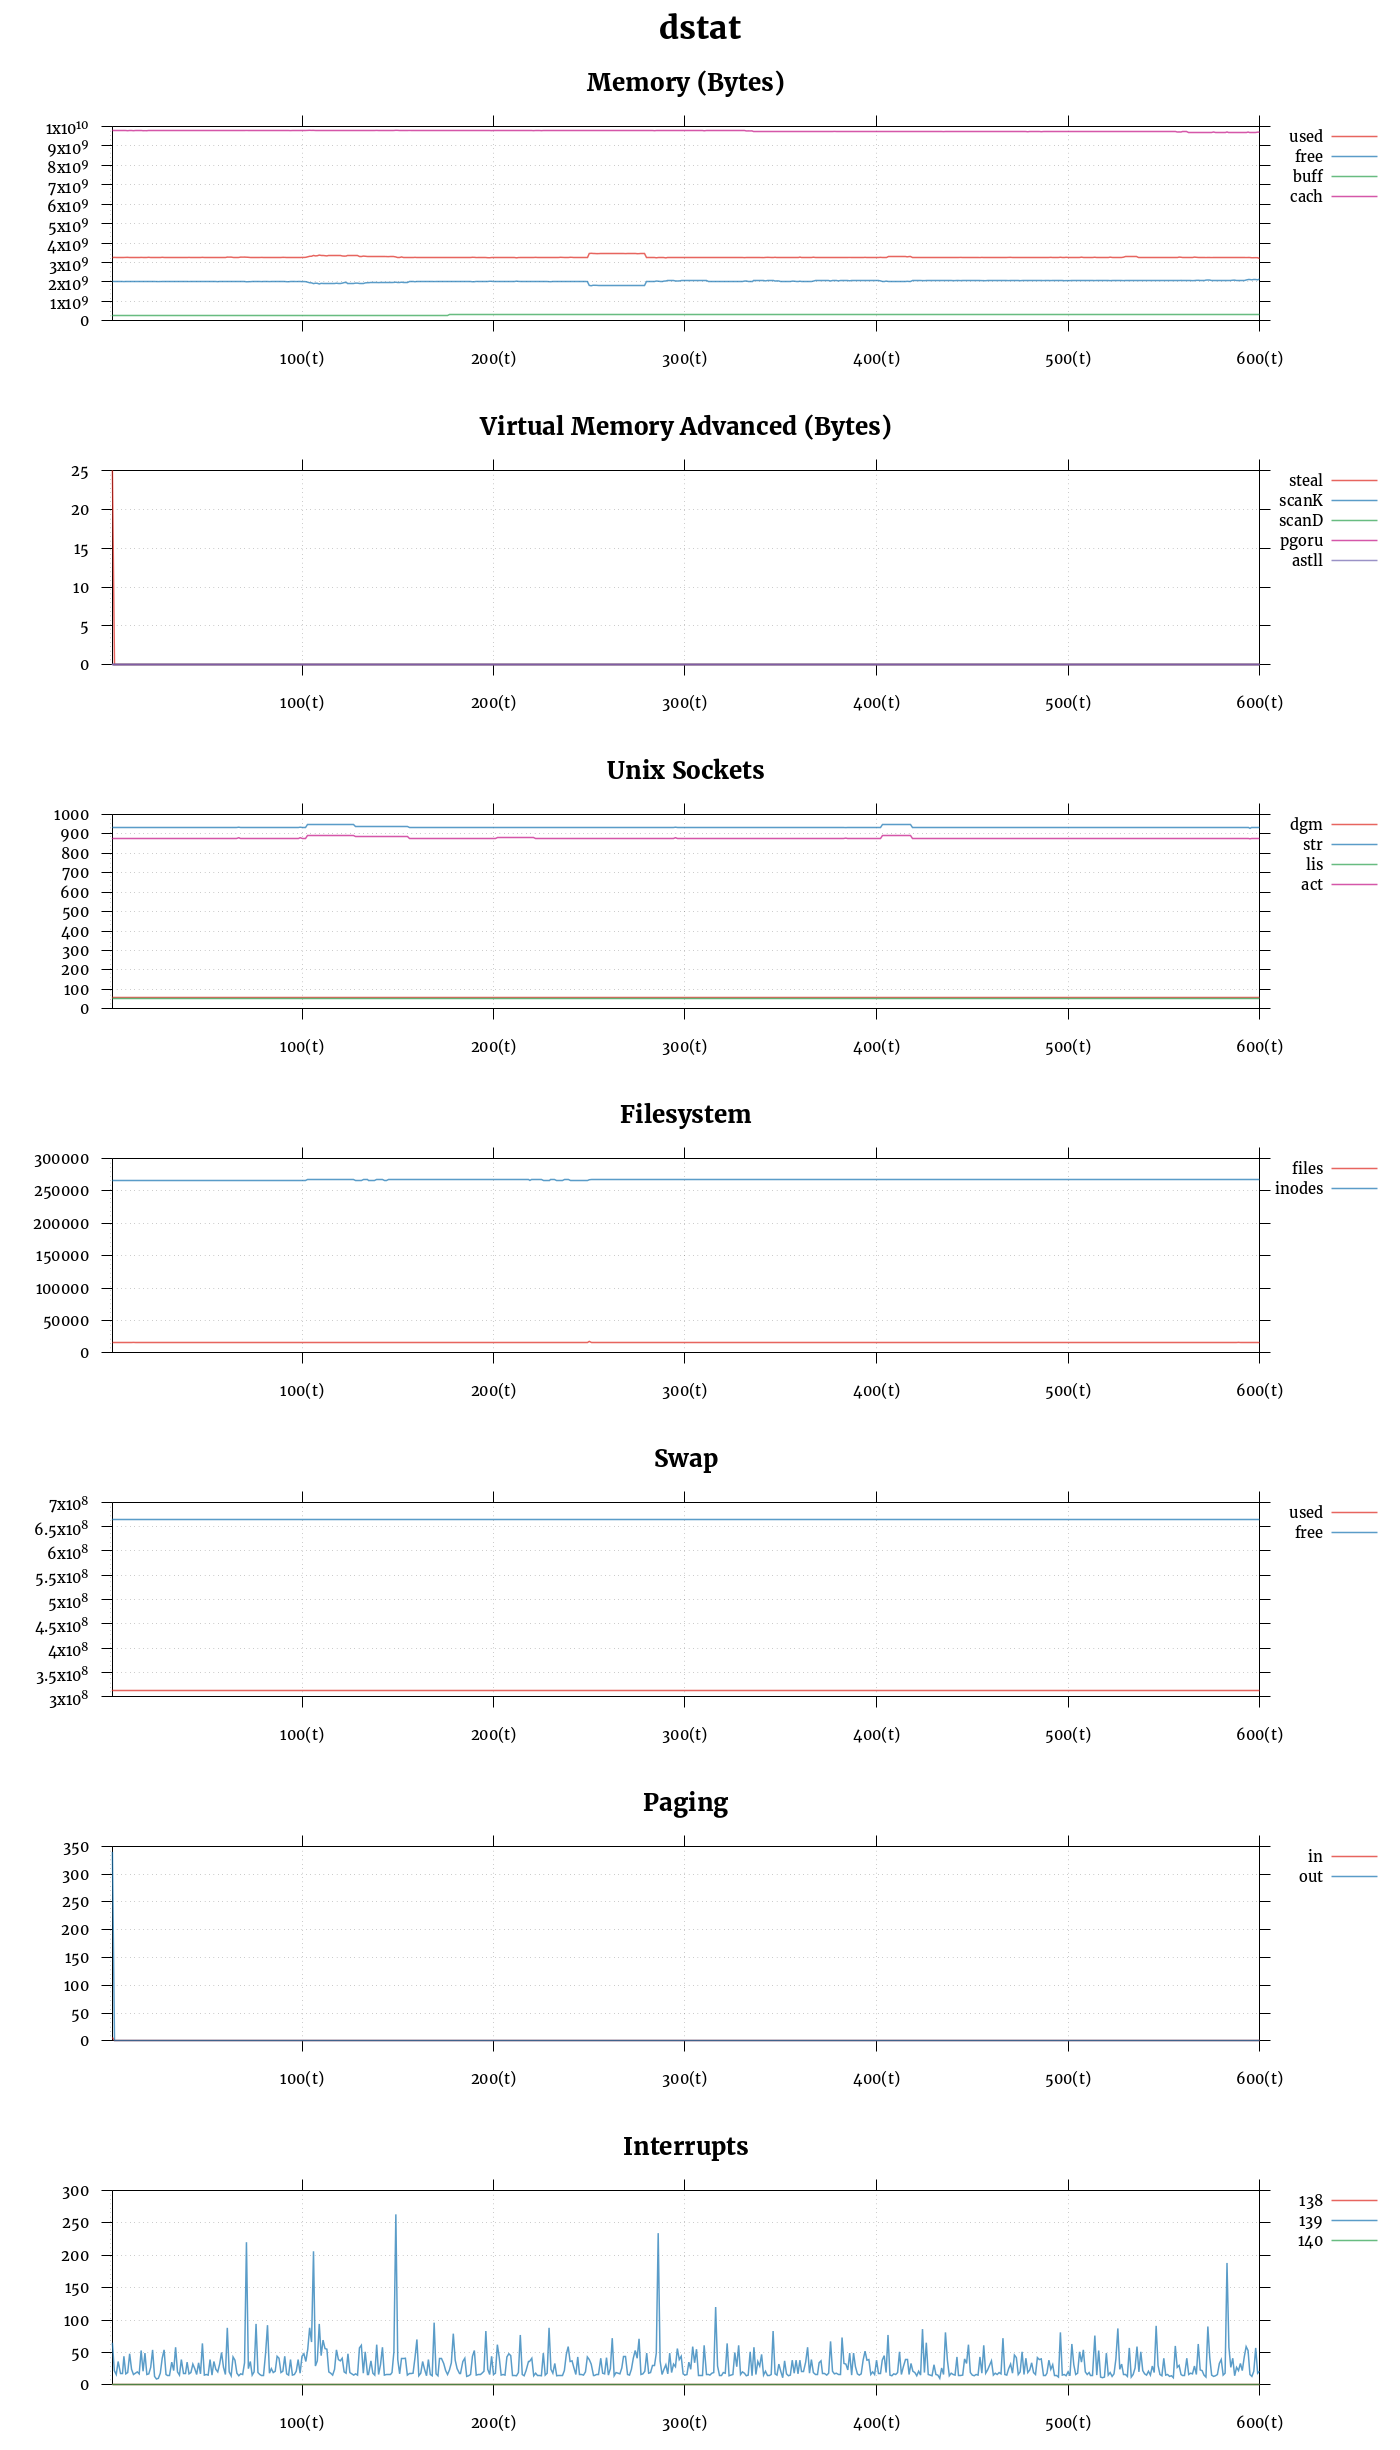 dstat
Memory (Bytes)
1x10¹⁰
9x10⁹
8x10⁹
7x10⁹
6x10⁹
5x10⁹
4x10⁹
3x10⁹
2x10⁹
1x10⁹
0
100(t) 200(t) 300(t) 400(t) 500(t) 600(t)
used
free
buff
cach
Virtual Memory Advanced (Bytes)
25
20
15
10
5
0
100(t) 200(t) 300(t) 400(t) 500(t) 600(t)
steal
scanK
scanD
pgoru
astll
Unix Sockets
1000
900
800
700
600
500
400
300
200
100
0
100(t) 200(t) 300(t) 400(t) 500(t) 600(t)
dgm
str
lis
act
Filesystem
300000
250000
200000
150000
100000
50000
0
100(t) 200(t) 300(t) 400(t) 500(t) 600(t)
files
inodes
Swap
7x10⁸
6.5x10⁸
6x10⁸
5.5x10⁸
5x10⁸
4.5x10⁸
4x10⁸
3.5x10⁸
3x10⁸
100(t) 200(t) 300(t) 400(t) 500(t) 600(t)
used
free
Paging
350
300
250
200
150
100
50
0
100(t) 200(t) 300(t) 400(t) 500(t) 600(t)
in
out
Interrupts
300
250
200
150
100
50
0
100(t) 200(t) 300(t) 400(t) 500(t) 600(t)
138
139
140